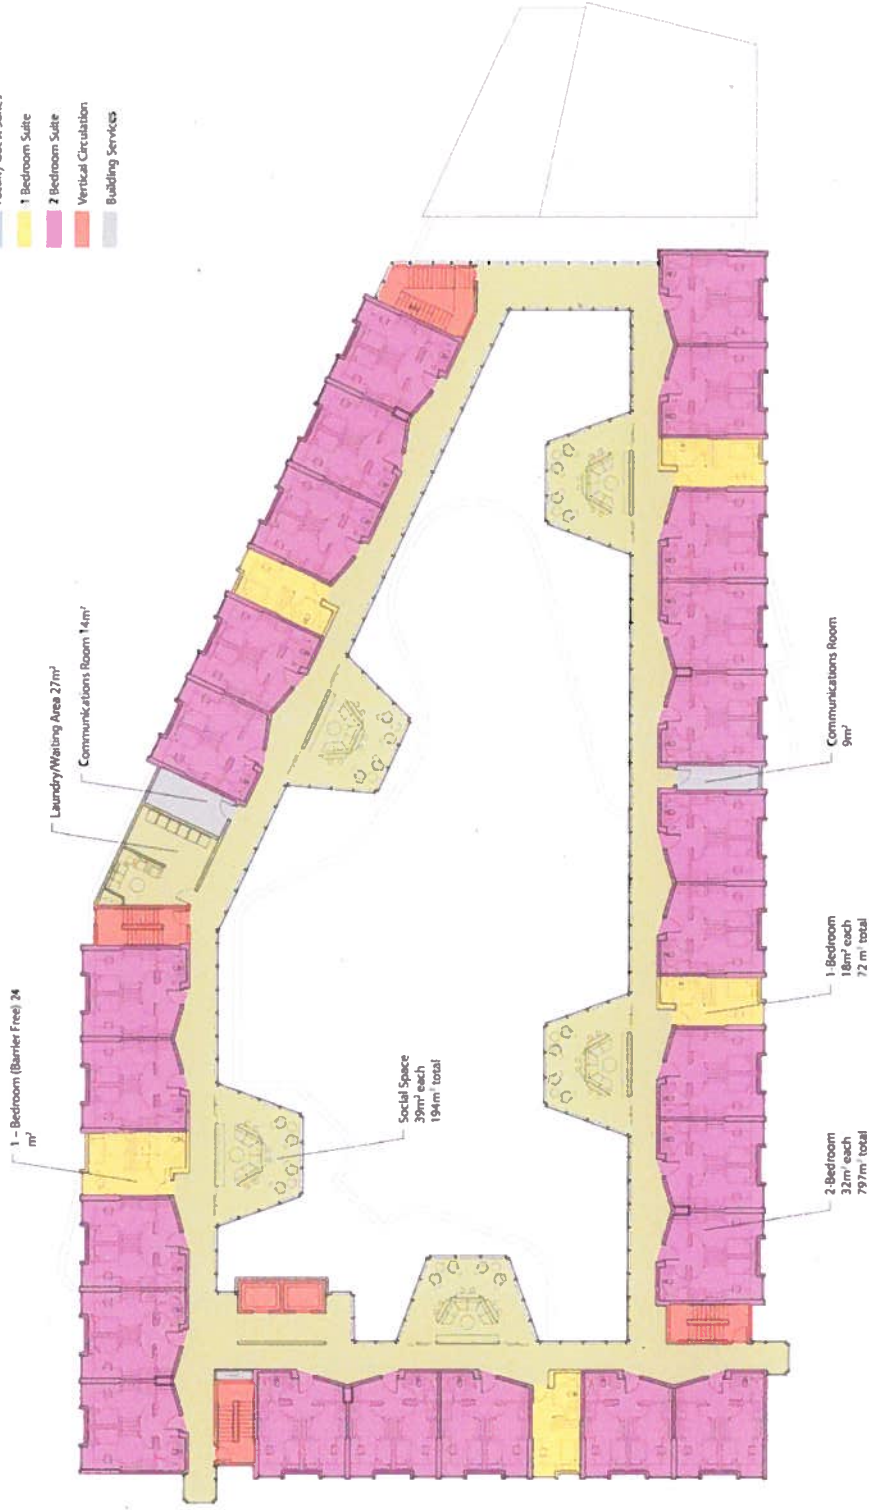 1 Bedroom Suite
2 Bedroom Suite
Vertical Circulation
Building Services
Laundry/Waiting Area 27m²
Communications Room 14m²
1 – Bedroom (Barrier Free) 24
m²
Social Space
39m² each
194m² total
Communications Room
9m²
1-Bedroom
18m² each
72 m² total
2-Bedroom
32m² each
797m² total